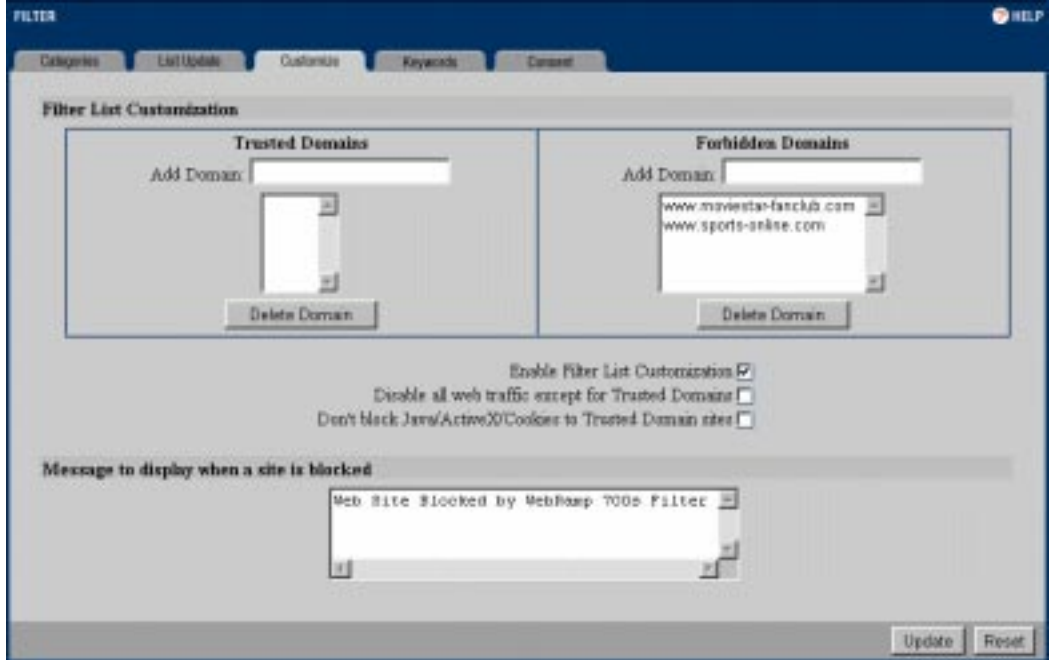 FILTER
HELP
Categories
List Update
Customize
Keywords
Consent
Filter List Customization
Trusted Domains
Add Domain:
Delete Domain
Forbidden Domains
Add Domain:
www.moviestar-fanclub.com
www.sports-online.com
Delete Domain
Enable Filter List Customization
Disable all web traffic except for Trusted Domains
Don't block Java/ActiveX/Cookies to Trusted Domain sites
Message to display when a site is blocked
Web Site Blocked by WebRamp 700s Filter
Update
Reset